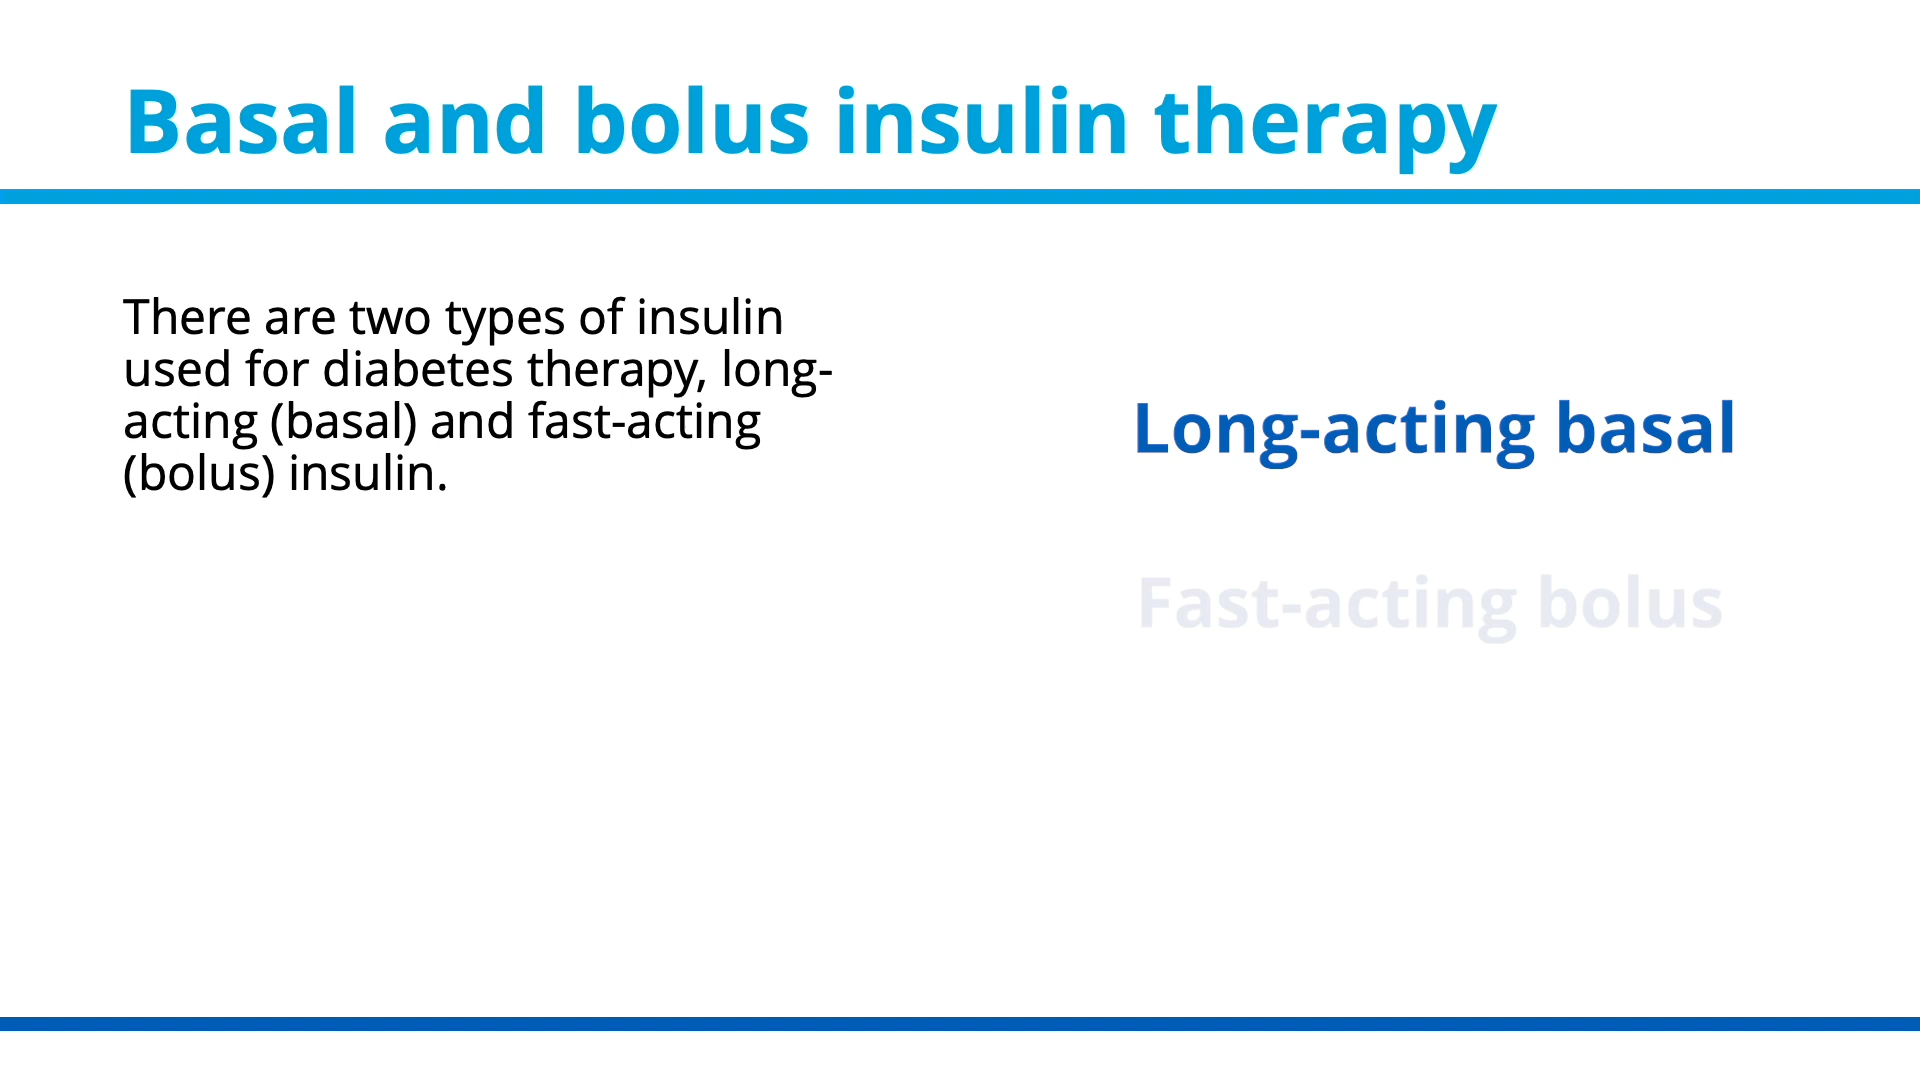 Basal and bolus insulin therapy
There are two types of insulin
used for diabetes therapy, long-
acting (basal) and fast-acting
(bolus) insulin.
Long-acting basal
Fast-acting bolus